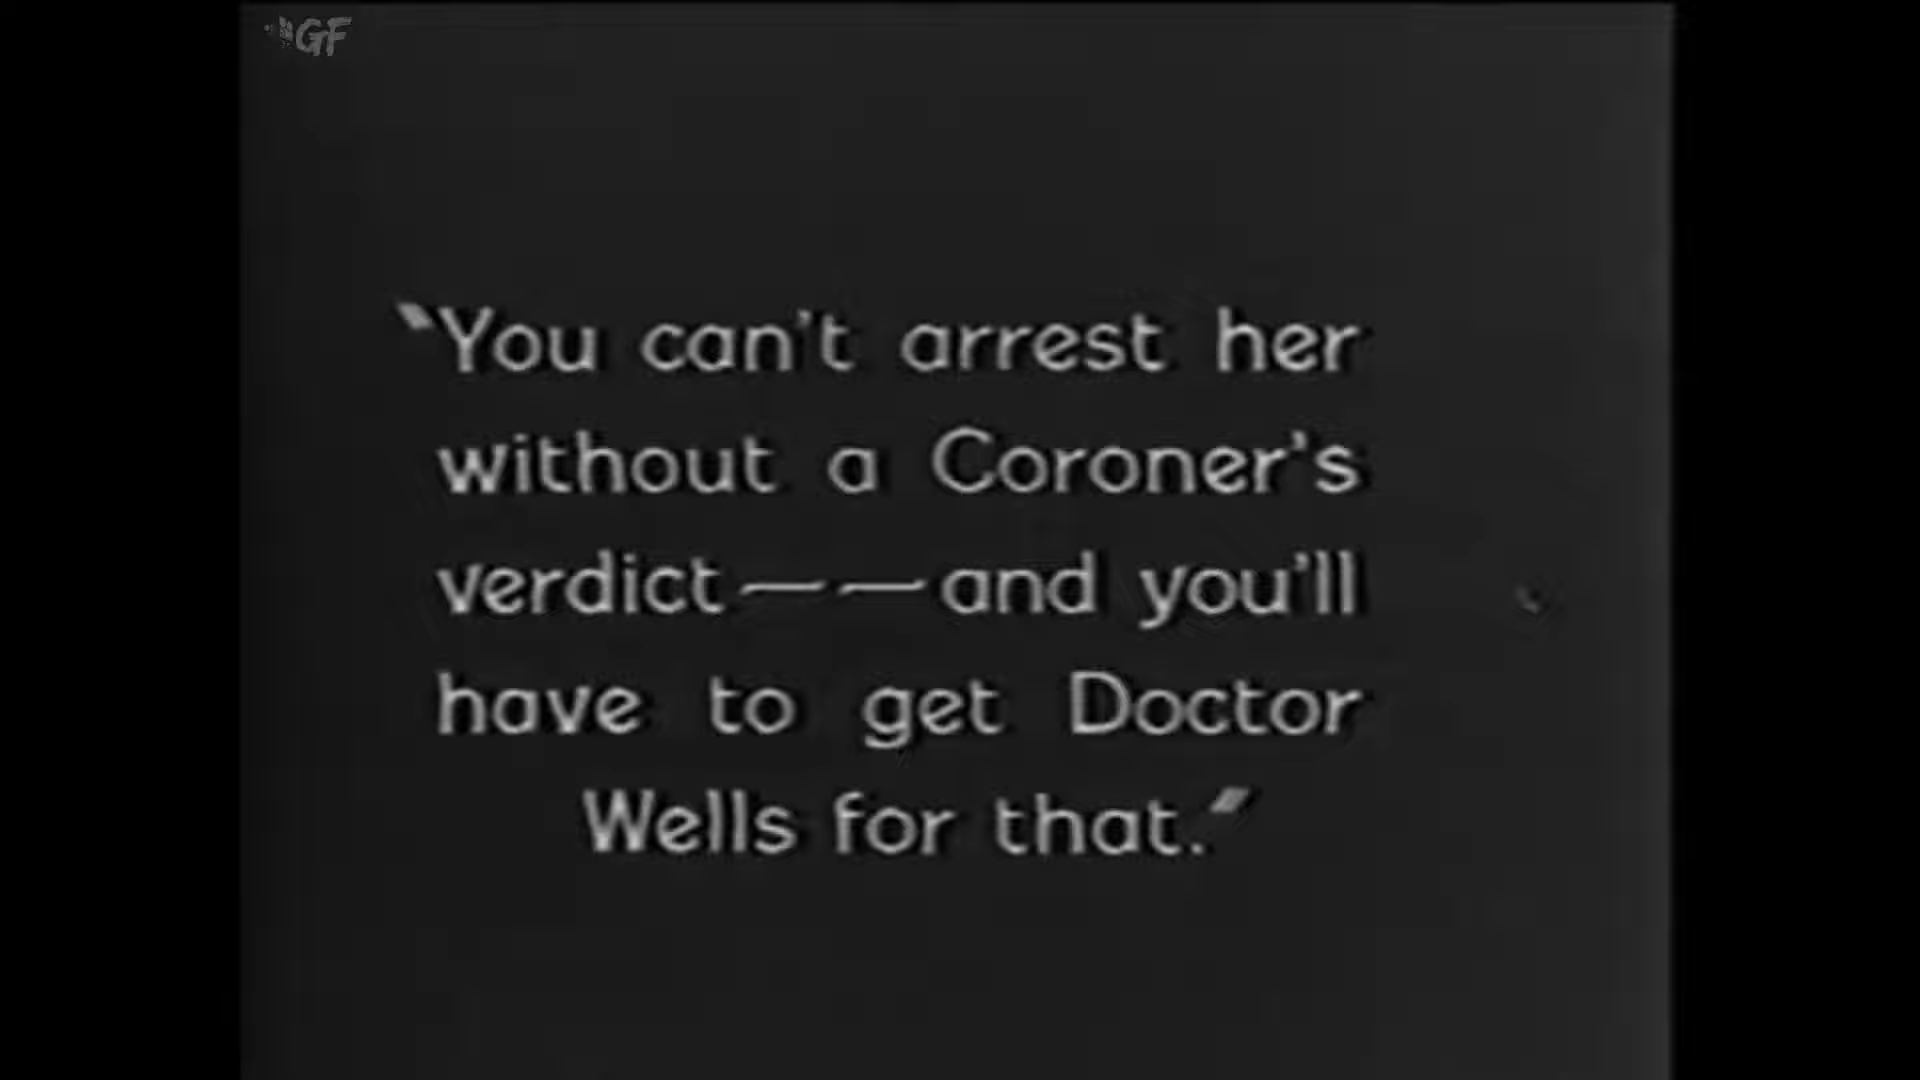 GF
"You can't arrest her
without a Coroner's
verdict——and you'll
have to get Doctor
Wells for that."